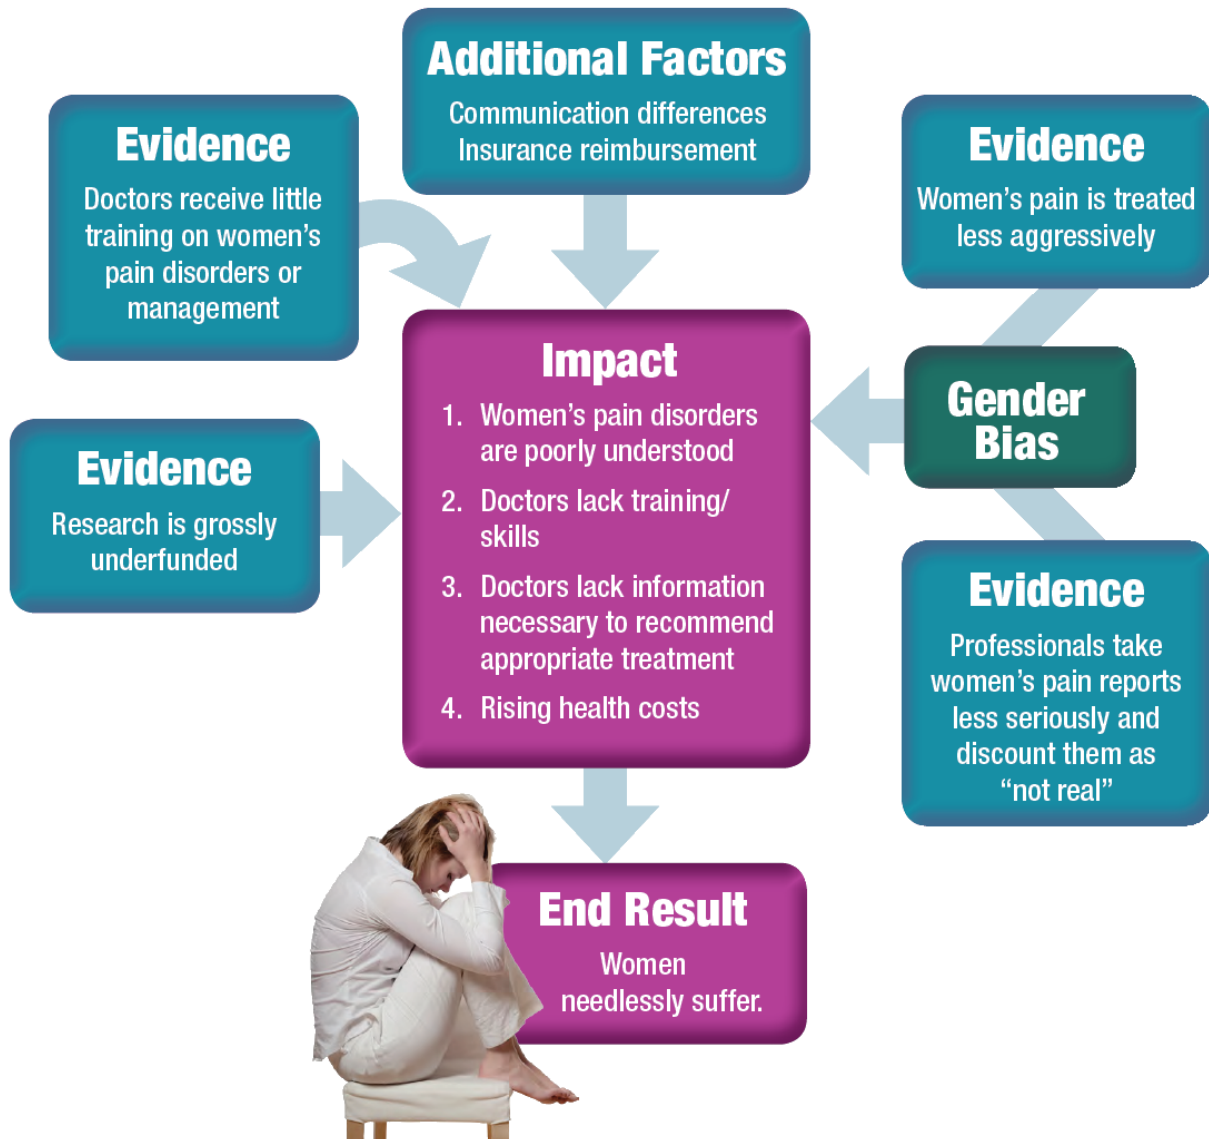 Additional Factors
Communication differences
Insurance reimbursement
Evidence
Doctors receive little
training on women’s
pain disorders or
management
Evidence
Women’s pain is treated
less aggressively
Impact
1. Women’s pain disorders
are poorly understood
2. Doctors lack training/
skills
3. Doctors lack information
necessary to recommend
appropriate treatment
4. Rising health costs
Gender
Bias
Evidence
Research is grossly
underfunded
Evidence
Professionals take
women’s pain reports
less seriously and
discount them as
“not real”
End Result
Women
needlessly suffer.